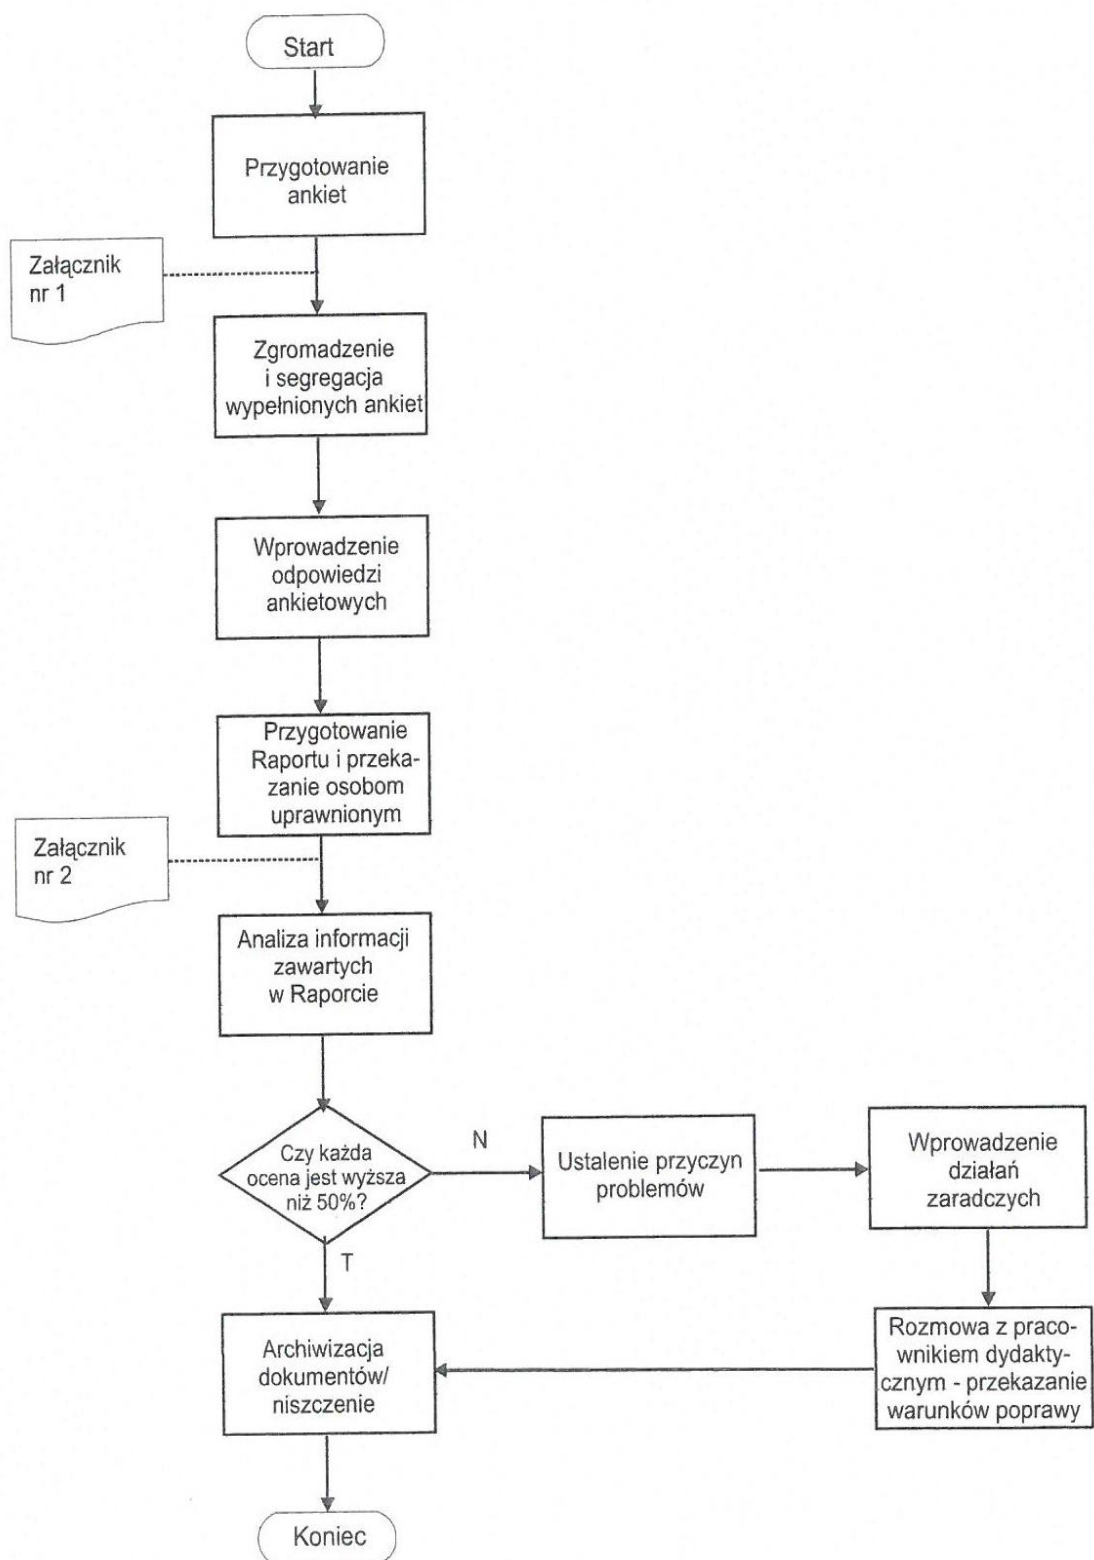 Start
Przygotowanie
ankiet
Załącznik
nr 1
Zgromadzenie
i segregacja
wypełnionych ankiet
Wprowadzenie
odpowiedzi
ankietowych
Przygotowanie
Raportu i przeka-
zanie osobom
uprawnionym
Załącznik
nr 2
Analiza informacji
zawartych
w Raporcie
Czy każda
ocena jest wyższa
niż 50%?
N
Ustalenie przyczyn
problemów
Wprowadzenie
działań
zaradczych
T
Rozmowa z praco-
wnikiem dydakty-
cznym - przekazanie
warunków poprawy
Archiwizacja
dokumentów/
niszczenie
Koniec